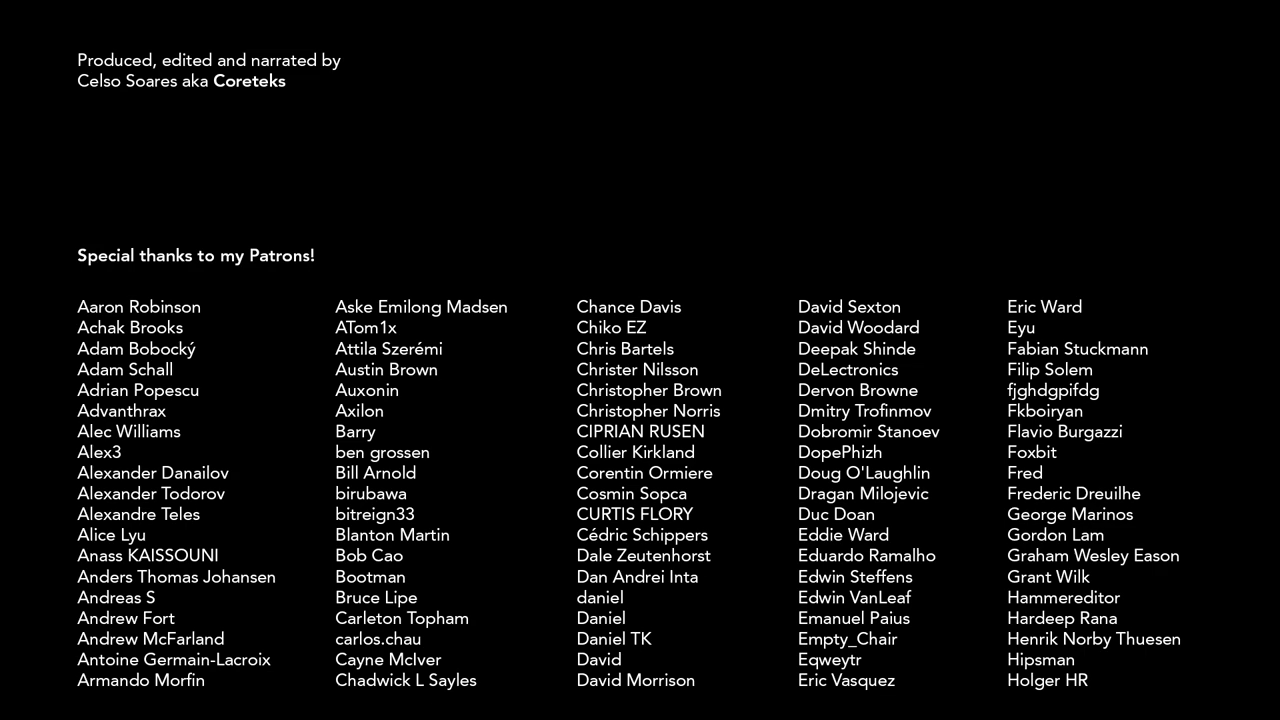 Produced, edited and narrated by
Celso Soares aka Coreteks
Special thanks to my Patrons!
Aaron Robinson
Achak Brooks
Adam Bobocký
Adam Schall
Adrian Popescu
Advanthrax
Alec Williams
Alex3
Alexander Danailov
Alexander Todorov
Alexandre Teles
Alice Lyu
Anass KAISSOUNI
Anders Thomas Johansen
Andreas S
Andrew Fort
Andrew McFarland
Antoine Germain-Lacroix
Armando Morfin
Aske Emilong Madsen
ATom1x
Attila Szerémi
Austin Brown
Auxonin
Axilon
Barry
ben grossen
Bill Arnold
birubawa
bitreign33
Blanton Martin
Bob Cao
Bootman
Bruce Lipe
Carleton Topham
carlos.chau
Cayne McIver
Chadwick L Sayles
Chance Davis
Chiko EZ
Chris Bartels
Christer Nilsson
Christopher Brown
Christopher Norris
CIPRIAN RUSEN
Collier Kirkland
Corentin Ormiere
Cosmin Sopca
CURTIS FLORY
Cédric Schippers
Dale Zeutenhorst
Dan Andrei Inta
daniel
Daniel
Daniel TK
David
David Morrison
David Sexton
David Woodard
Deepak Shinde
DeLectronics
Dervon Browne
Dmitry Trofinmov
Dobromir Stanoev
DopePhizh
Doug O'Laughlin
Dragan Milojevic
Duc Doan
Eddie Ward
Eduardo Ramalho
Edwin Steffens
Edwin VanLeaf
Emanuel Paius
Empty_Chair
Eqweytr
Eric Vasquez
Eric Ward
Eyu
Fabian Stuckmann
Filip Solem
fjghdgpifdg
Fkboiryan
Flavio Burgazzi
Foxbit
Fred
Frederic Dreuilhe
George Marinos
Gordon Lam
Graham Wesley Eason
Grant Wilk
Hammereditor
Hardeep Rana
Henrik Norby Thuesen
Hipsman
Holger HR